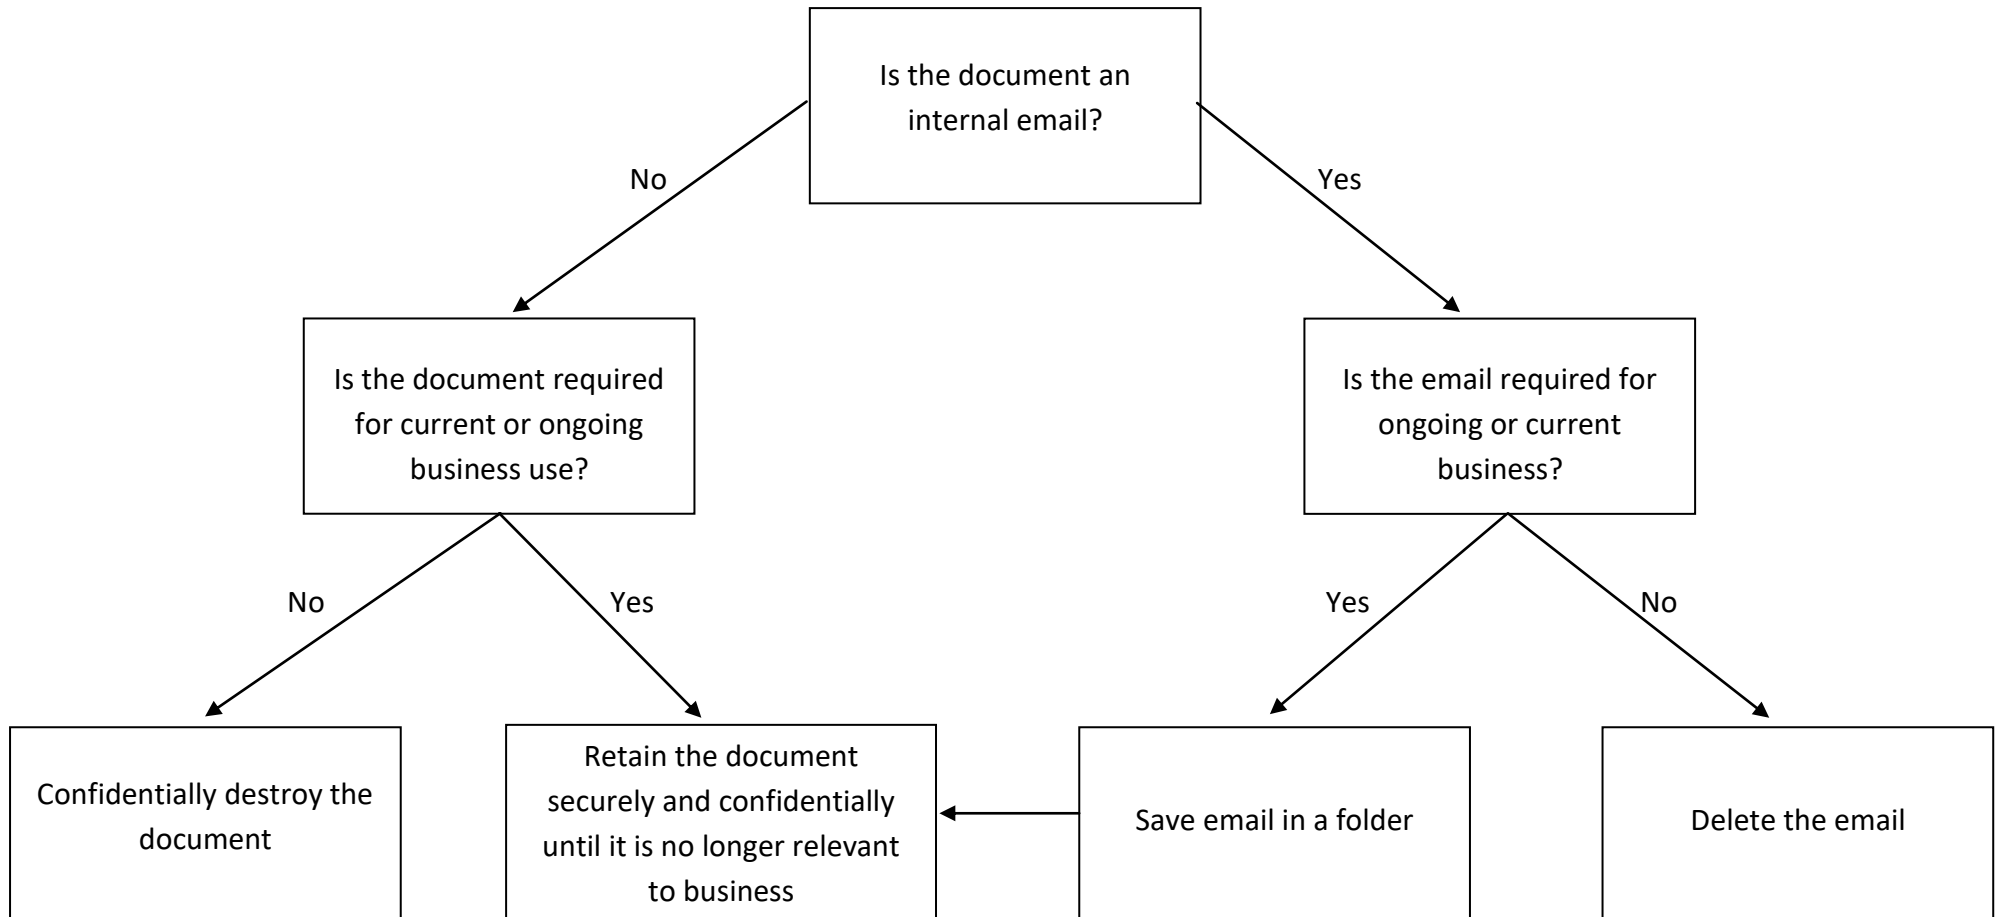 Is the document an
internal email?
No
Yes
Is the document required
for current or ongoing
business use?
Is the email required for
ongoing or current
business?
No
Yes
Yes
No
Confidentially destroy the
document
Retain the document
securely and confidentially
until it is no longer relevant
to business
Save email in a folder
Delete the email